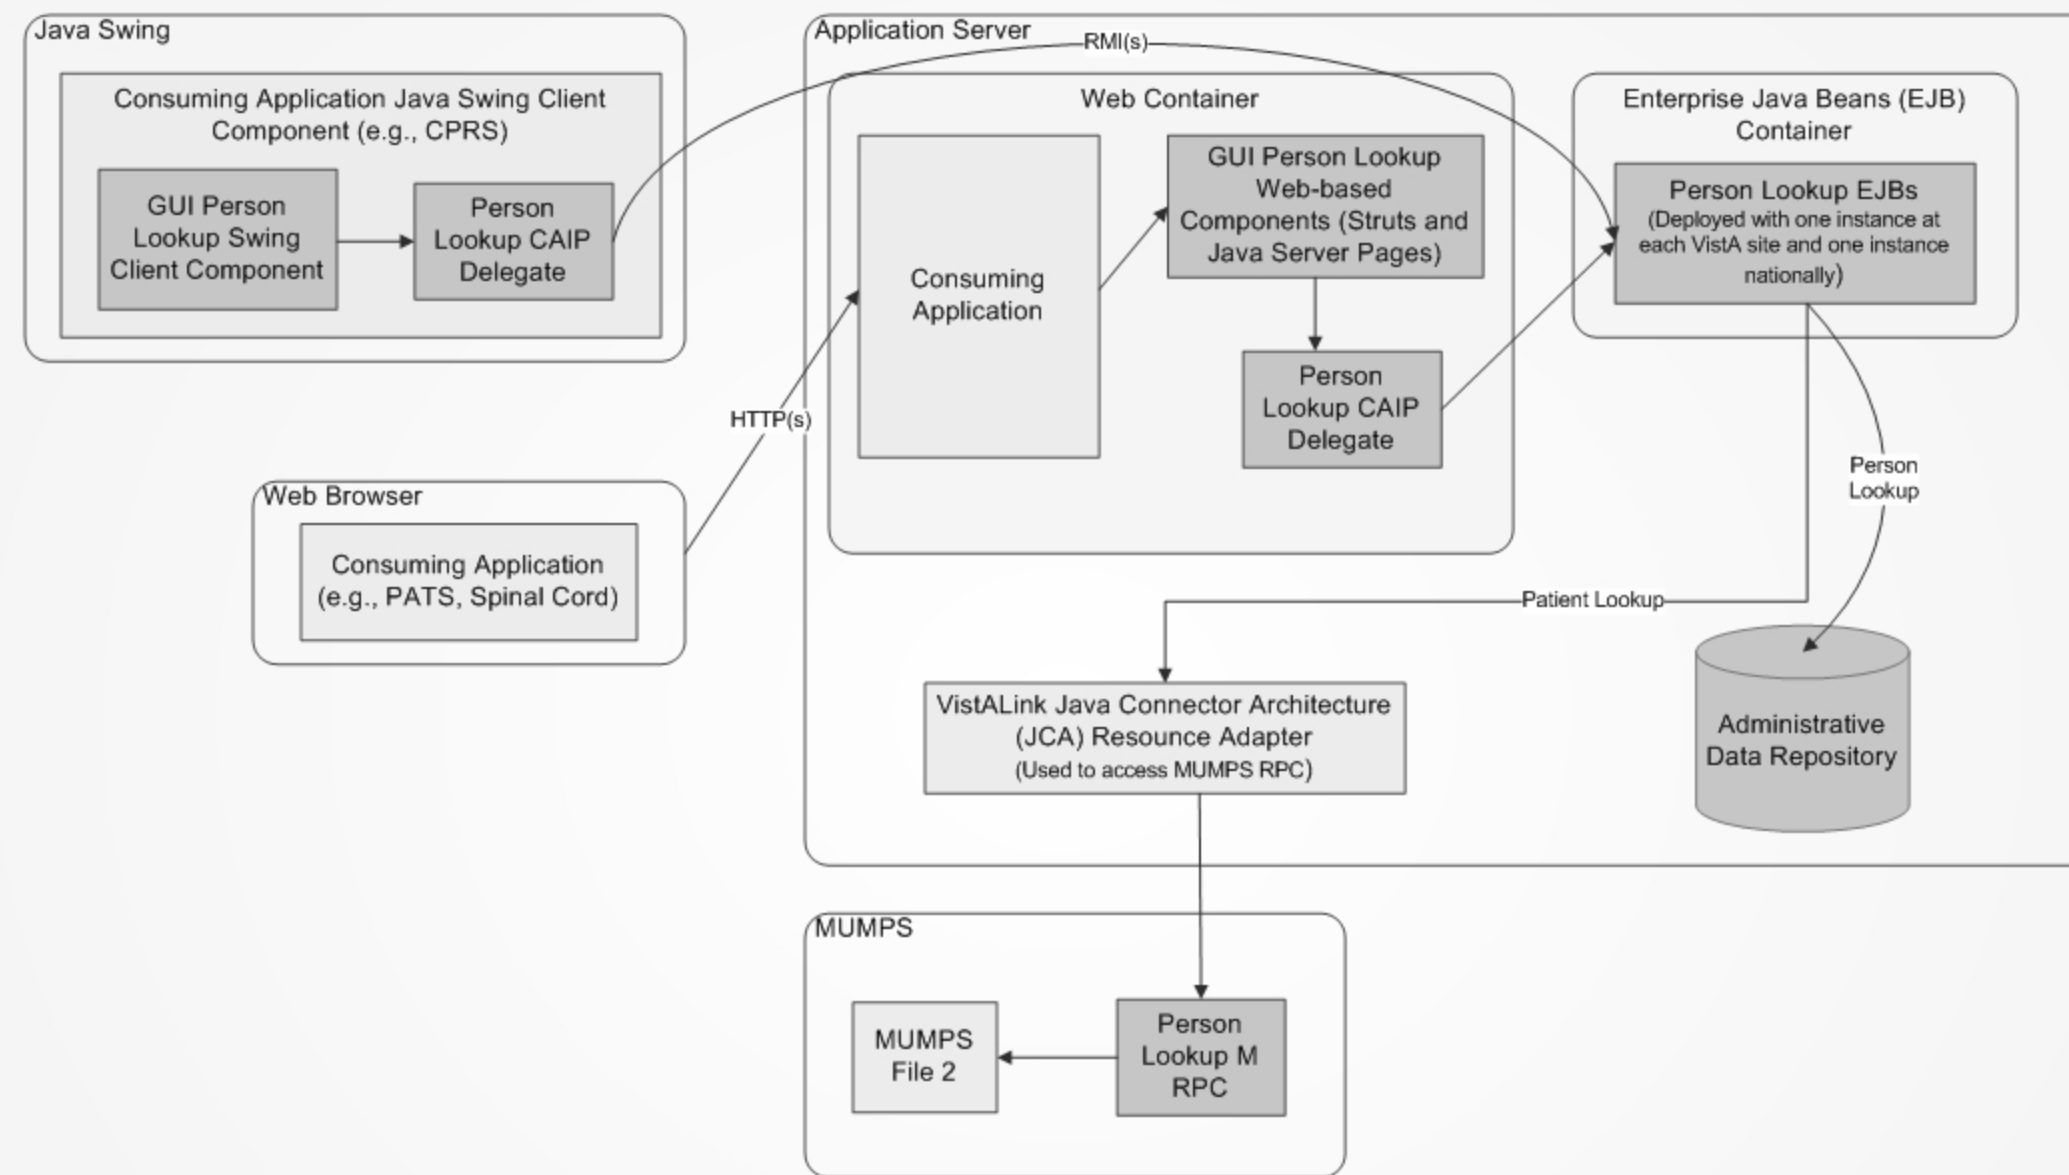 Java Swing
Consuming Application Java Swing Client
Component (e.g., CPRS)
GUI Person
Lookup Swing
Client Component
Person
Lookup CAIP
Delegate
RMI(s)
Application Server
Web Container
Consuming
Application
GUI Person Lookup
Web-based
Components (Struts and
Java Server Pages)
Person
Lookup CAIP
Delegate
Enterprise Java Beans (EJB)
Container
Person Lookup EJBs
(Deployed with one instance at
each VistA site and one instance
nationally)
HTTP(s)
Web Browser
Consuming Application
(e.g., PATS, Spinal Cord)
Person
Lookup
Patient Lookup
VistALink Java Connector Architecture
(JCA) Resounce Adapter
(Used to access MUMPS RPC)
Administrative
Data Repository
MUMPS
MUMPS
File 2
Person
Lookup M
RPC